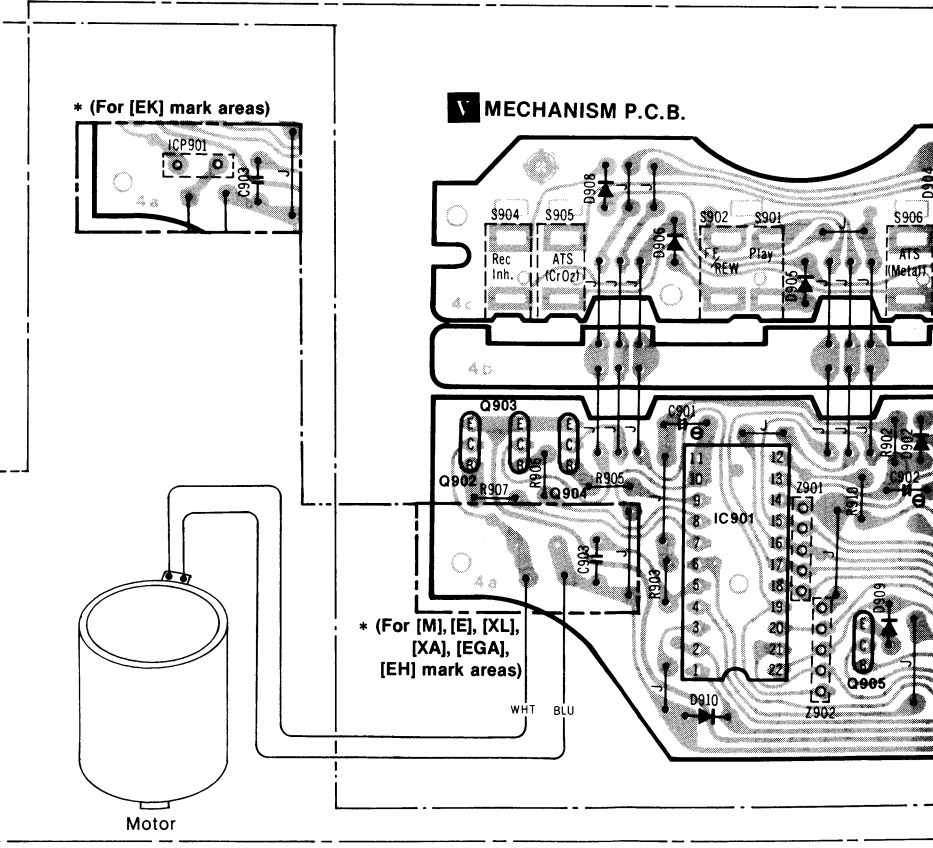 * (For [EK] mark areas)
V MECHANISM P.C.B.
ICP901
C903
J
4a
D908
J
J
D904
S904
S905
S902
S901
S906
D906
J
Rec
Inh.
ATS
(CrO2)
FF/
REW
Play
ATS
(Metal)
D905
J
J
J
J
J
J
4c
4b
Q903
C901
E
C
B
E
C
B
E
C
B
J
J
J
J
J
J
J
R902
D902
Q902
R907
R906
Q904
R905
C902
11
12
10
13
9
14
8
15
7
16
6
17
5
18
4
19
3
20
2
21
1
22
IC901
Z901
R910
J
J
C903
J
R903
J
4a
D909
E
C
B
Q905
J
* (For [M], [E], [XL],
[XA], [EGA],
[EH] mark areas)
J
D910
Z902
WHT
BLU
Motor